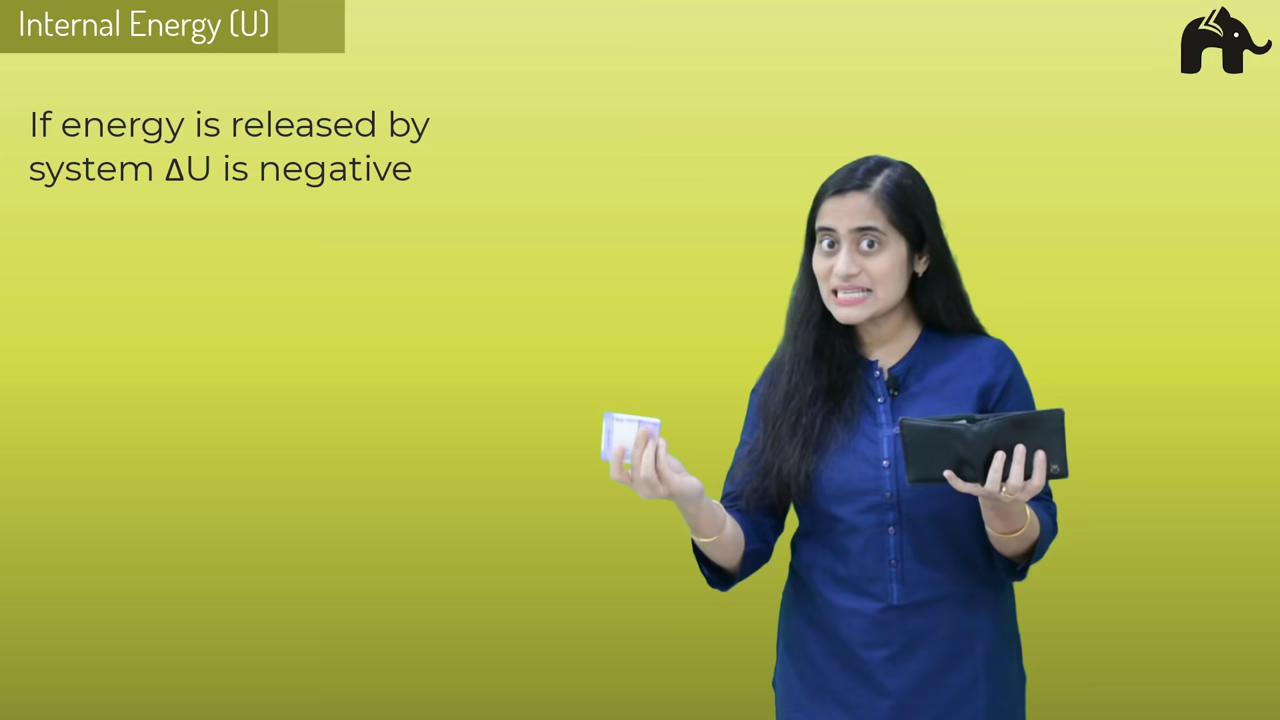 Internal Energy (U)
If energy is released by
system ΔU is negative